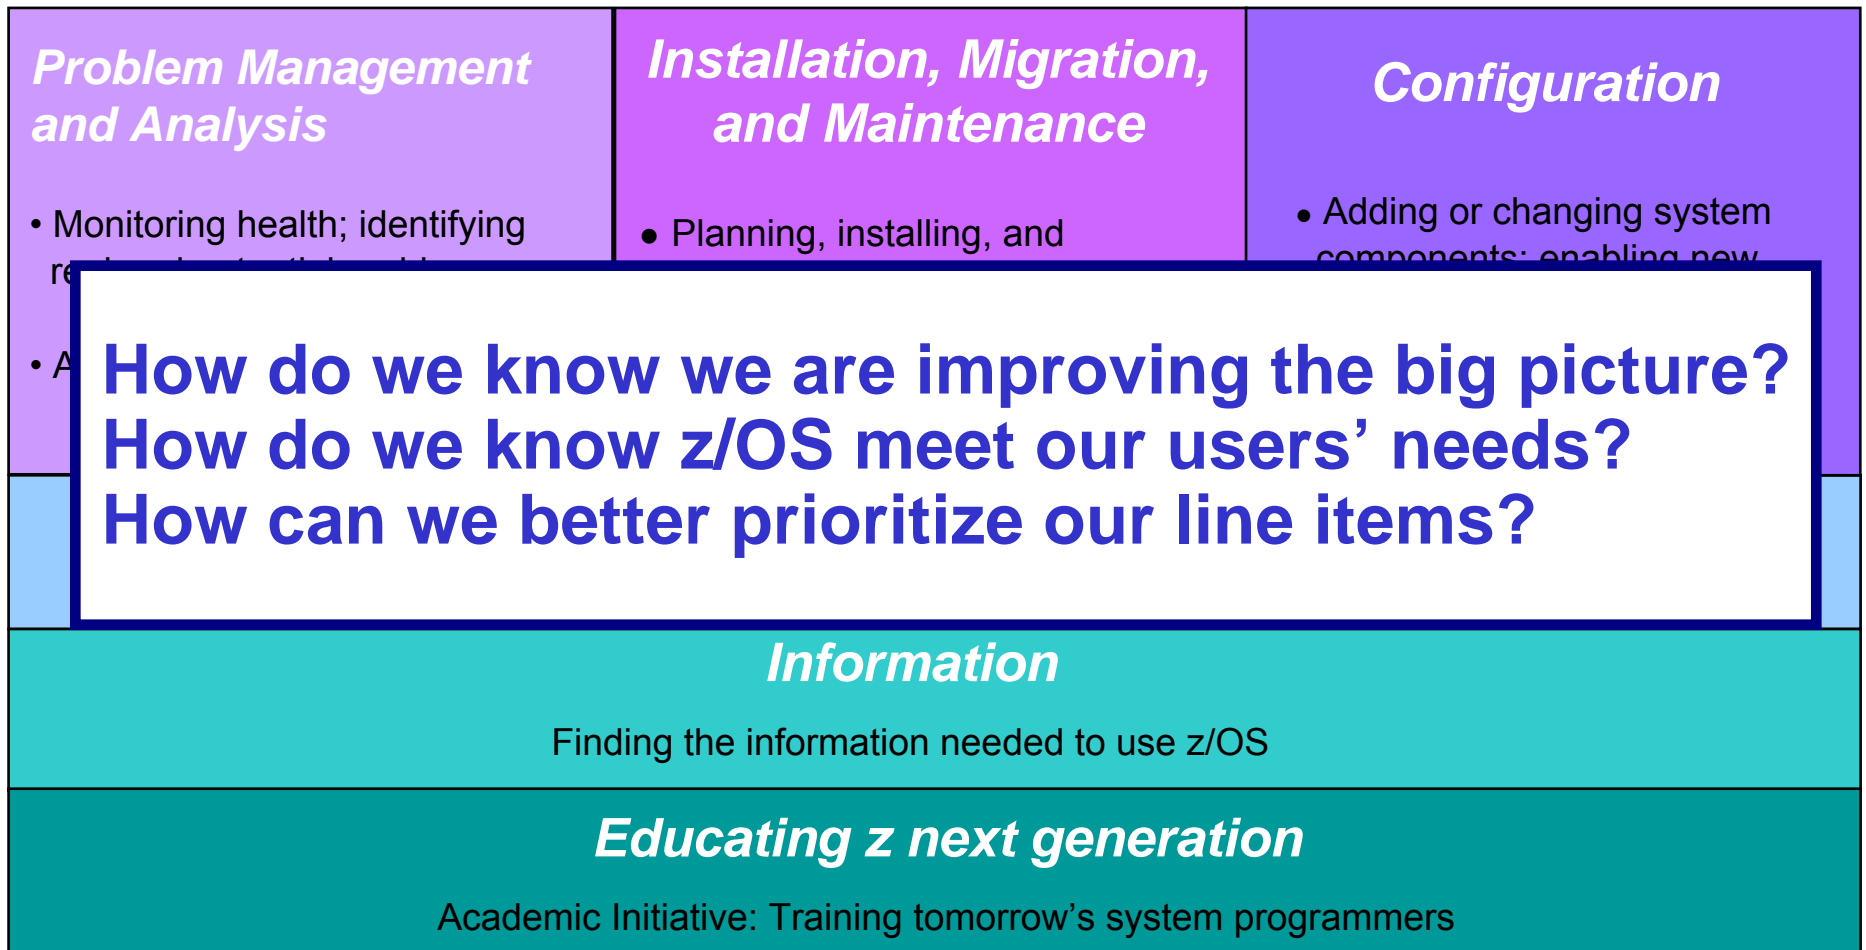 Problem Management
and Analysis
• Monitoring health; identifying
• A
Installation, Migration,
and Maintenance
● Planning, installing, and
Configuration
● Adding or changing system
components; enabling new
How do we know we are improving the big picture?
How do we know z/OS meet our users’ needs?
How can we better prioritize our line items?
Information
Finding the information needed to use z/OS
Educating z next generation
Academic Initiative: Training tomorrow’s system programmers